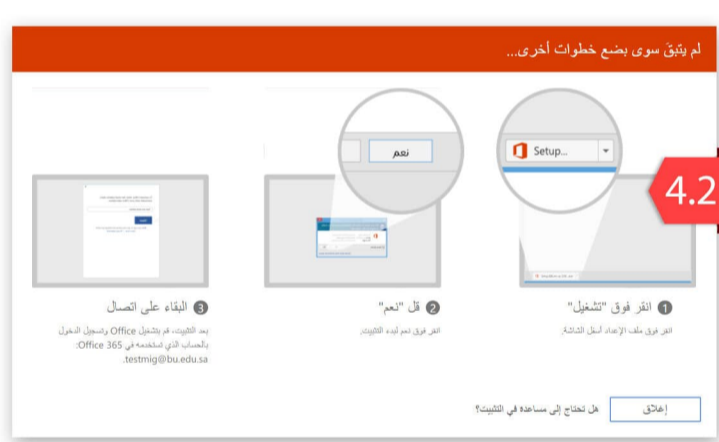 لم يتبقَ سوى بضع خطوات أخرى...
Setup...
نعم
4.2
1 انقر فوق "تشغيل"
انقر فوق ملف الإعداد أسفل الشاشة.
2 قل "نعم"
انقر فوق نعم لبدء التثبيت.
3 البقاء على اتصال
بعد التثبيت، قم بتشغيل Office وتسجيل الدخول
بالحساب الذي تستخدمه في Office 365:
testmig@bu.edu.sa.
إغلاق
هل تحتاج إلى مساعدة في التثبيت؟